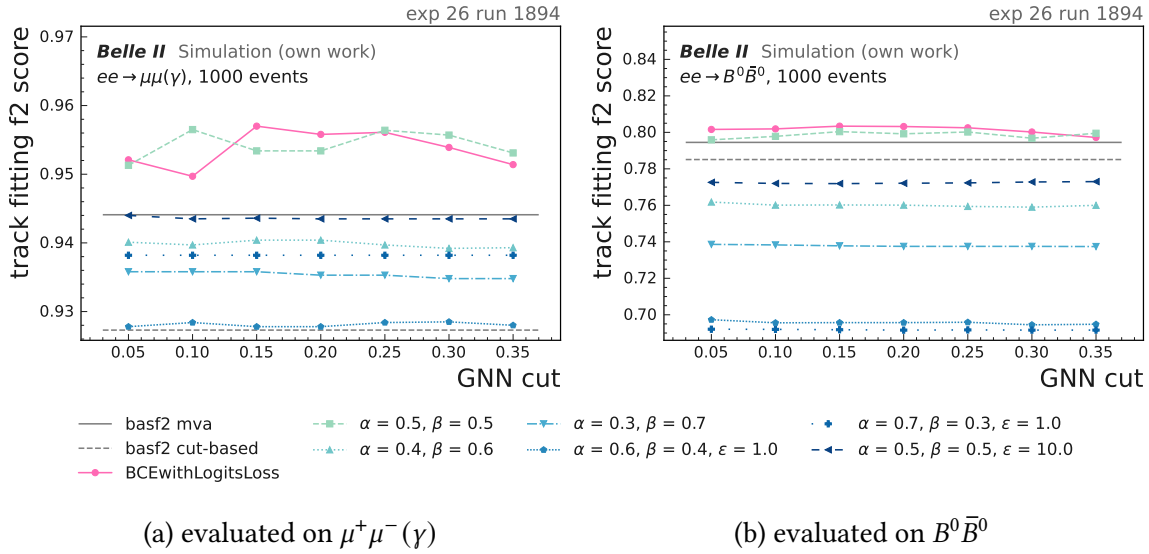 exp 26 run 1894
Belle II Simulation (own work)
ee → μμ(γ), 1000 events
track fitting f2 score
0.97
0.96
0.95
0.94
0.93
0.05 0.10 0.15 0.20 0.25 0.30 0.35
GNN cut
exp 26 run 1894
Belle II Simulation (own work)
ee → B⁰B̄⁰, 1000 events
track fitting f2 score
0.84
0.82
0.80
0.78
0.76
0.74
0.72
0.70
0.05 0.10 0.15 0.20 0.25 0.30 0.35
GNN cut
basf2 mva
basf2 cut-based
BCEwithLogitsLoss
α = 0.5, β = 0.5
α = 0.4, β = 0.6
α = 0.3, β = 0.7
α = 0.6, β = 0.4, ε = 1.0
α = 0.7, β = 0.3, ε = 1.0
α = 0.5, β = 0.5, ε = 10.0
(a) evaluated on μ⁺μ⁻(γ)
(b) evaluated on B⁰B̄⁰